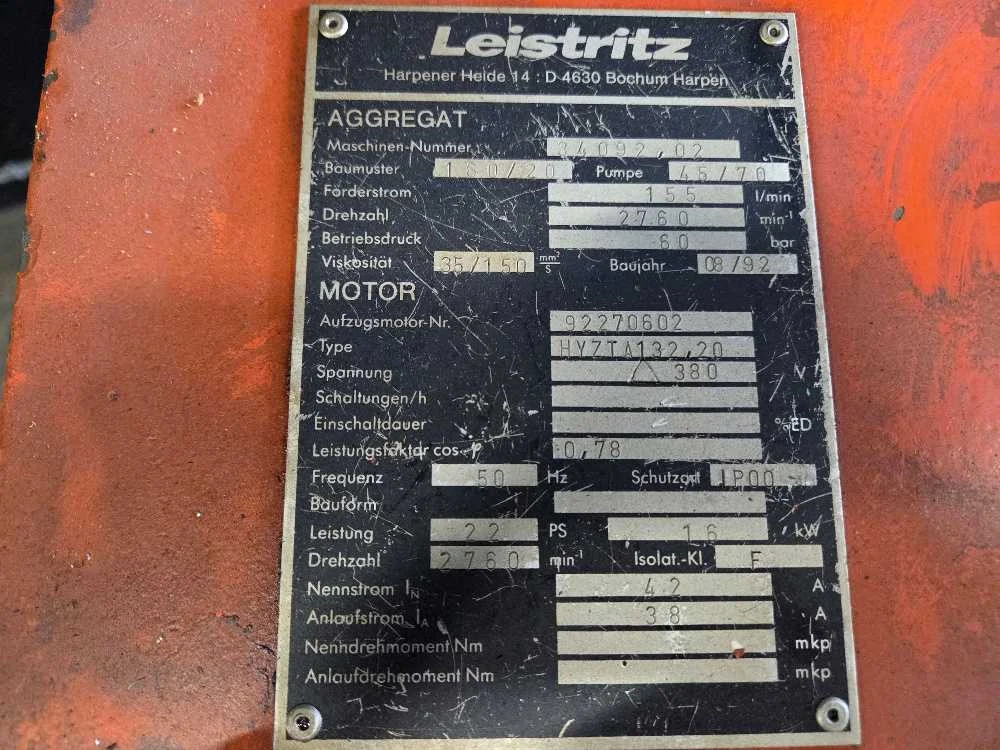 Leistritz
Harpener Heide 14 : D 4630 Bochum Harpen
AGGREGAT
Maschinen-Nummer 34092,02
Baumuster 180/20 Pumpe 45/70
Förderstrom 155 l/min
Drehzahl 2760 min-1
Betriebsdruck 60 bar
Viskosität 35/150 mm²/S Baujahr 08/92
MOTOR
Aufzugsmotor-Nr. 92270602
Type HYZTA132,20
Spannung △ 380 V
Schaltungen/h
Einschaltdauer %ED
Leistungsfaktor cos φ 0,78
Frequenz 50 Hz Schutzart IP00
Bauform
Leistung 22 PS 16 kW
Drehzahl 2760 min-1 Isolat.-Kl. F
Nennstrom IN 42 A
Anlaufstrom IA 38 A
Nenndrehmoment Nm mkp
Anlaufdrehmoment Nm mkp